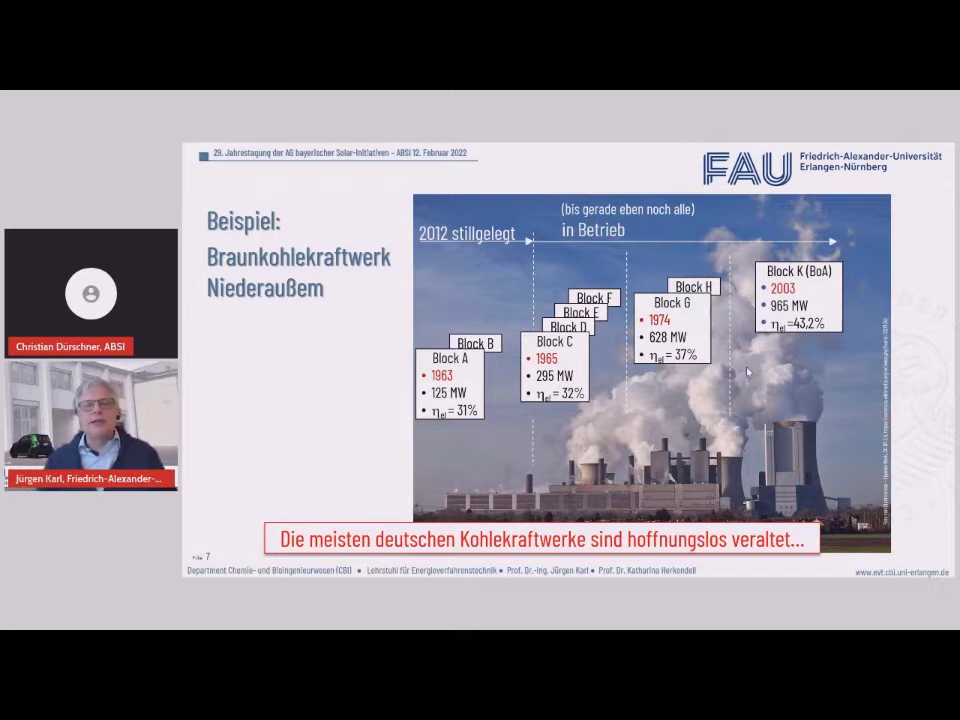 29. Jahrestagung der AG bayerischer Solar-Initiativen – ABSI 12. Februar 2022
FAU Friedrich-Alexander-Universität
Erlangen-Nürnberg
Beispiel:
Braunkohlekraftwerk
Niederaußem
2012 stillgelegt
(bis gerade eben noch alle)
in Betrieb
Block B
Block A
• 1963
• 125 MW
• ηel = 31%
Block F
Block E
Block D
Block C
• 1965
• 295 MW
• ηel = 32%
Block H
Block G
• 1974
• 628 MW
• ηel = 37%
Block K (BoA)
• 2003
• 965 MW
• ηel =43,2%
Christian Dürschner, ABSI
Jürgen Karl, Friedrich-Alexander-...
Die meisten deutschen Kohlekraftwerke sind hoffnungslos veraltet...
7
Department Chemie- und Bioingenieurwesen (CBI) • Lehrstuhl für Energieverfahrenstechnik • Prof. Dr.-Ing. Jürgen Karl • Prof. Dr. Katharina Herkendell
www.evt.cbi.uni-erlangen.de